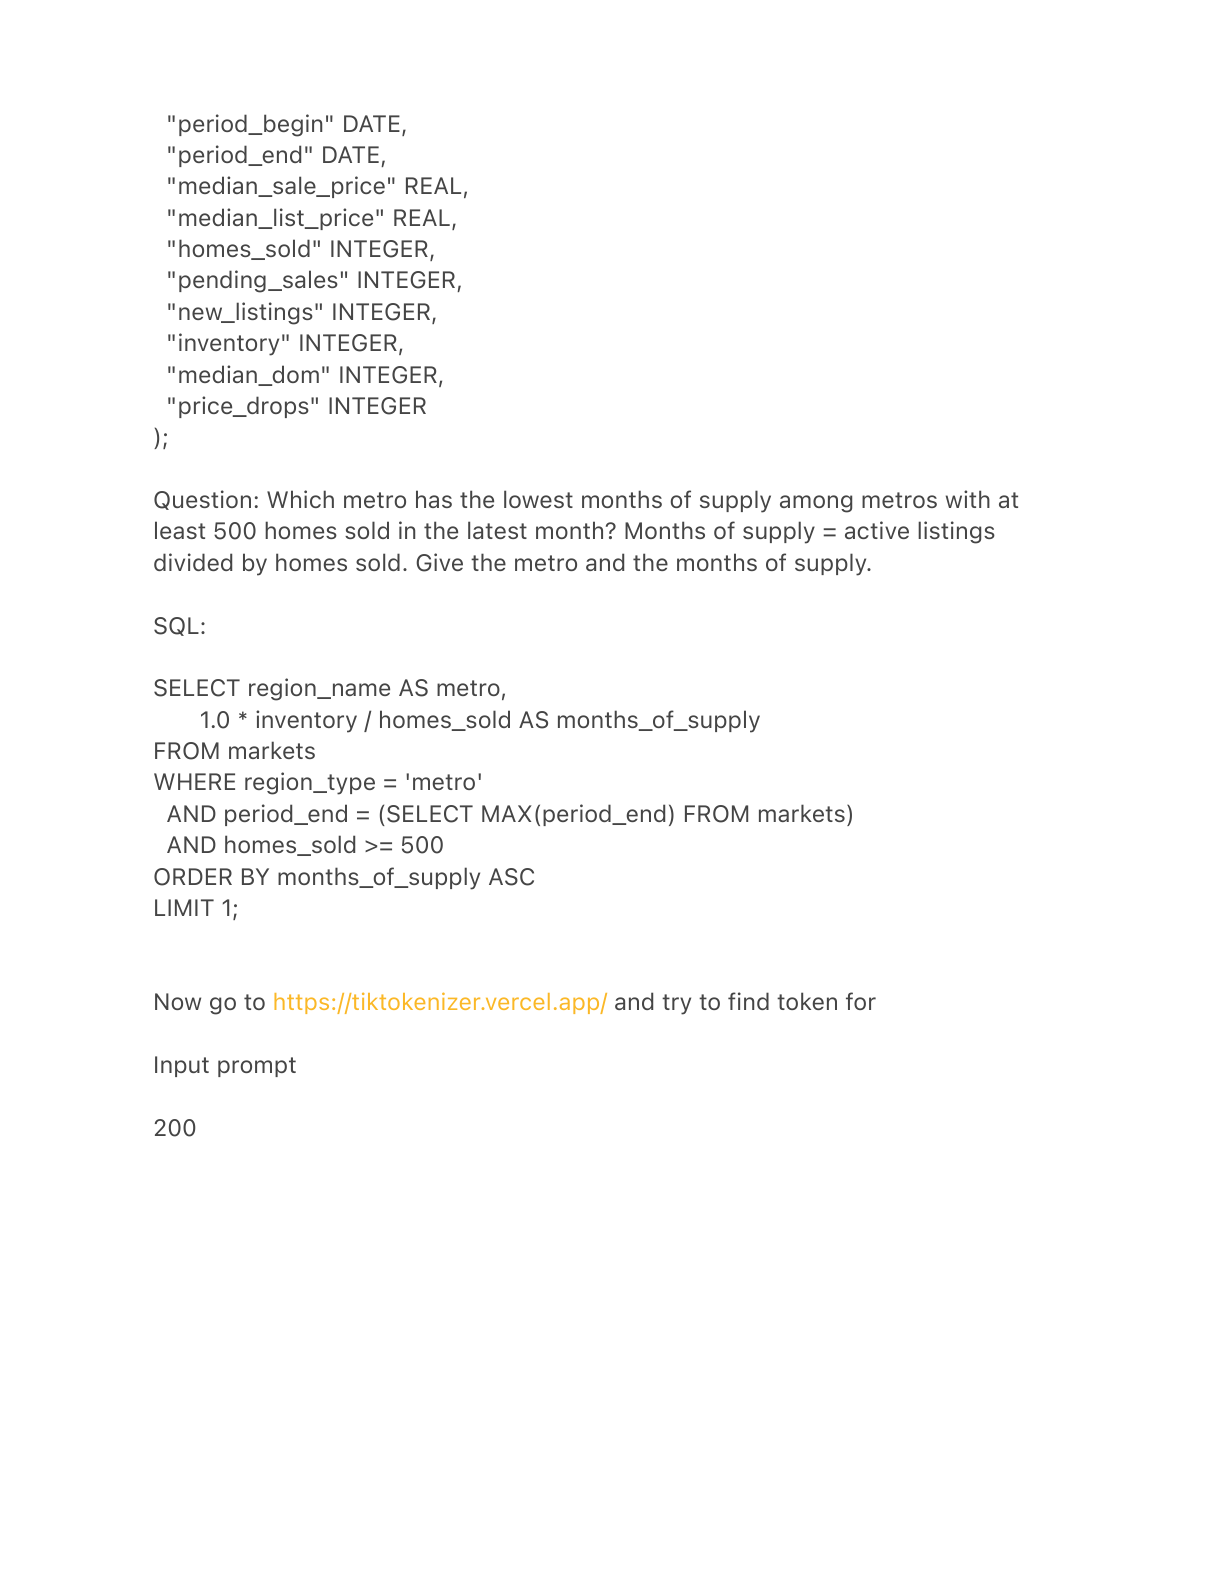 "period_begin" DATE,
"period_end" DATE,
"median_sale_price" REAL,
"median_list_price" REAL,
"homes_sold" INTEGER,
"pending_sales" INTEGER,
"new_listings" INTEGER,
"inventory" INTEGER,
"median_dom" INTEGER,
"price_drops" INTEGER
);
Question: Which metro has the lowest months of supply among metros with at
least 500 homes sold in the latest month? Months of supply = active listings
divided by homes sold. Give the metro and the months of supply.
SQL:
SELECT region_name AS metro,
1.0 * inventory / homes_sold AS months_of_supply
FROM markets
WHERE region_type = 'metro'
AND period_end = (SELECT MAX(period_end) FROM markets)
AND homes_sold >= 500
ORDER BY months_of_supply ASC
LIMIT 1;
Now go to https://tiktokenizer.vercel.app/ and try to find token for
Input prompt
200